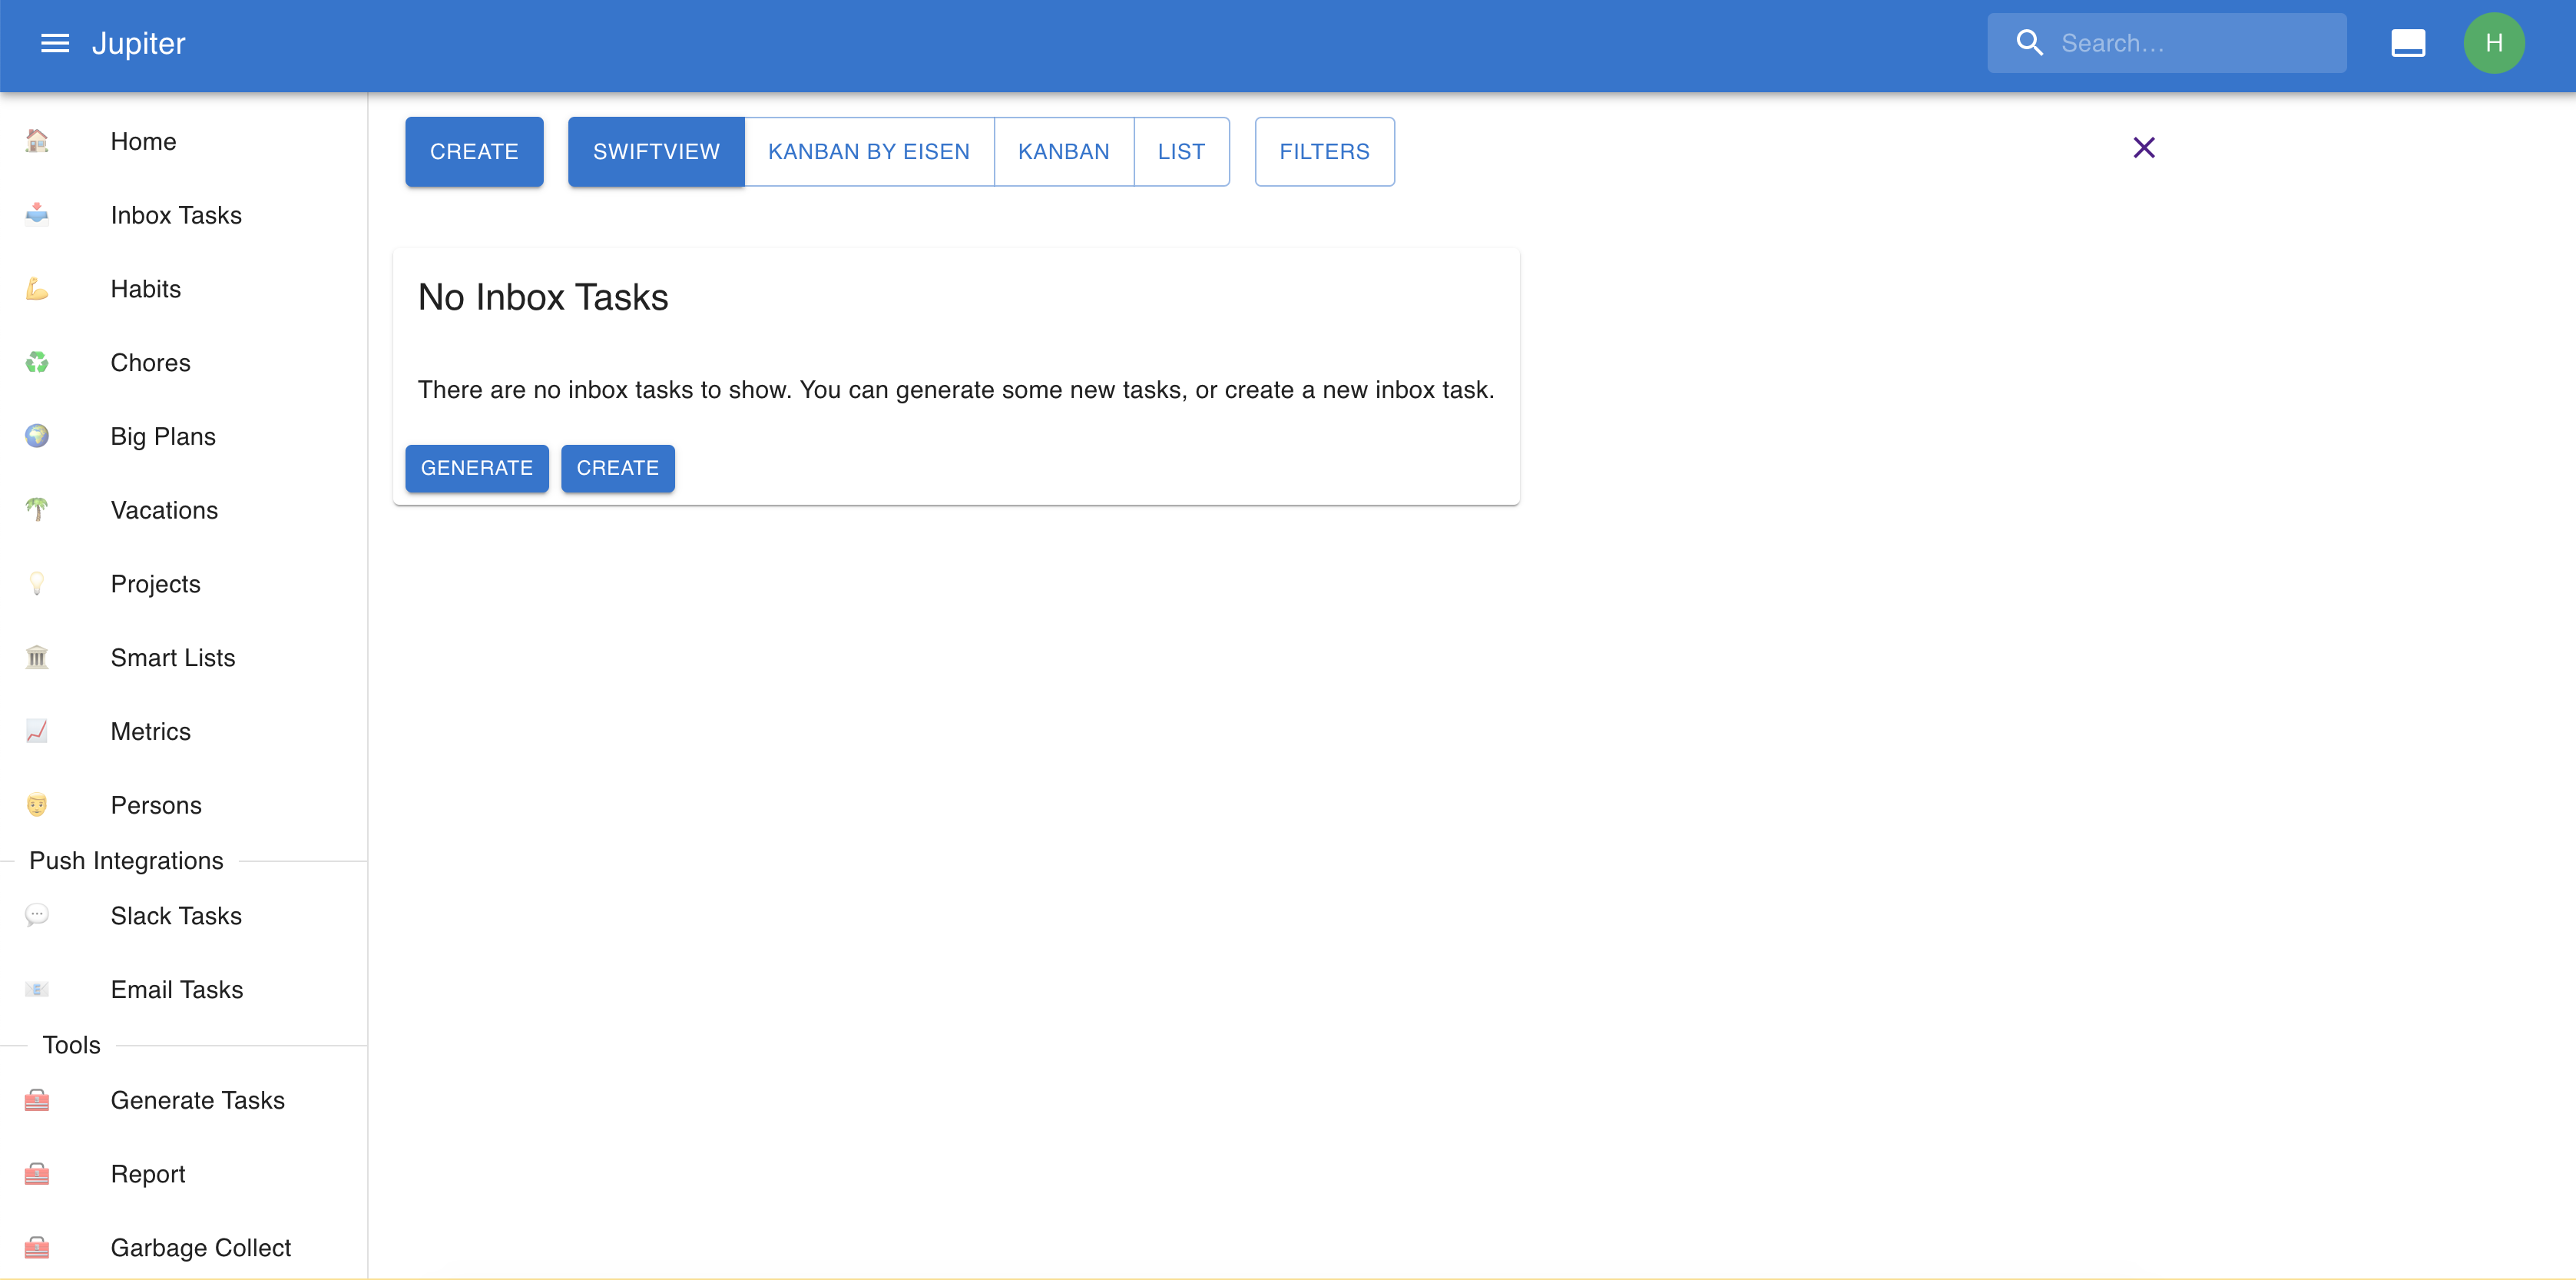 Jupiter
Search…
H
Home
Inbox Tasks
Habits
Chores
Big Plans
Vacations
Projects
Smart Lists
Metrics
Persons
Push Integrations
Slack Tasks
Email Tasks
Tools
Generate Tasks
Report
Garbage Collect
CREATE
SWIFTVIEW
KANBAN BY EISEN
KANBAN
LIST
FILTERS
No Inbox Tasks
There are no inbox tasks to show. You can generate some new tasks, or create a new inbox task.
GENERATE
CREATE